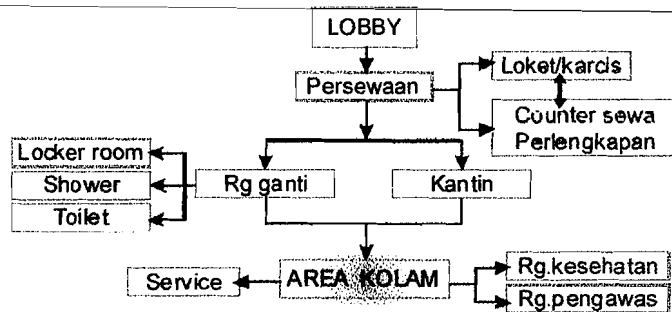 LOBBY
Persewaan
Loket/karcis
Counter sewa
Perlengkapan
Locker room
Shower
Toilet
Rg ganti
Kantin
Service
AREA KOLAM
Rg.kesehatan
Rg.pengawas